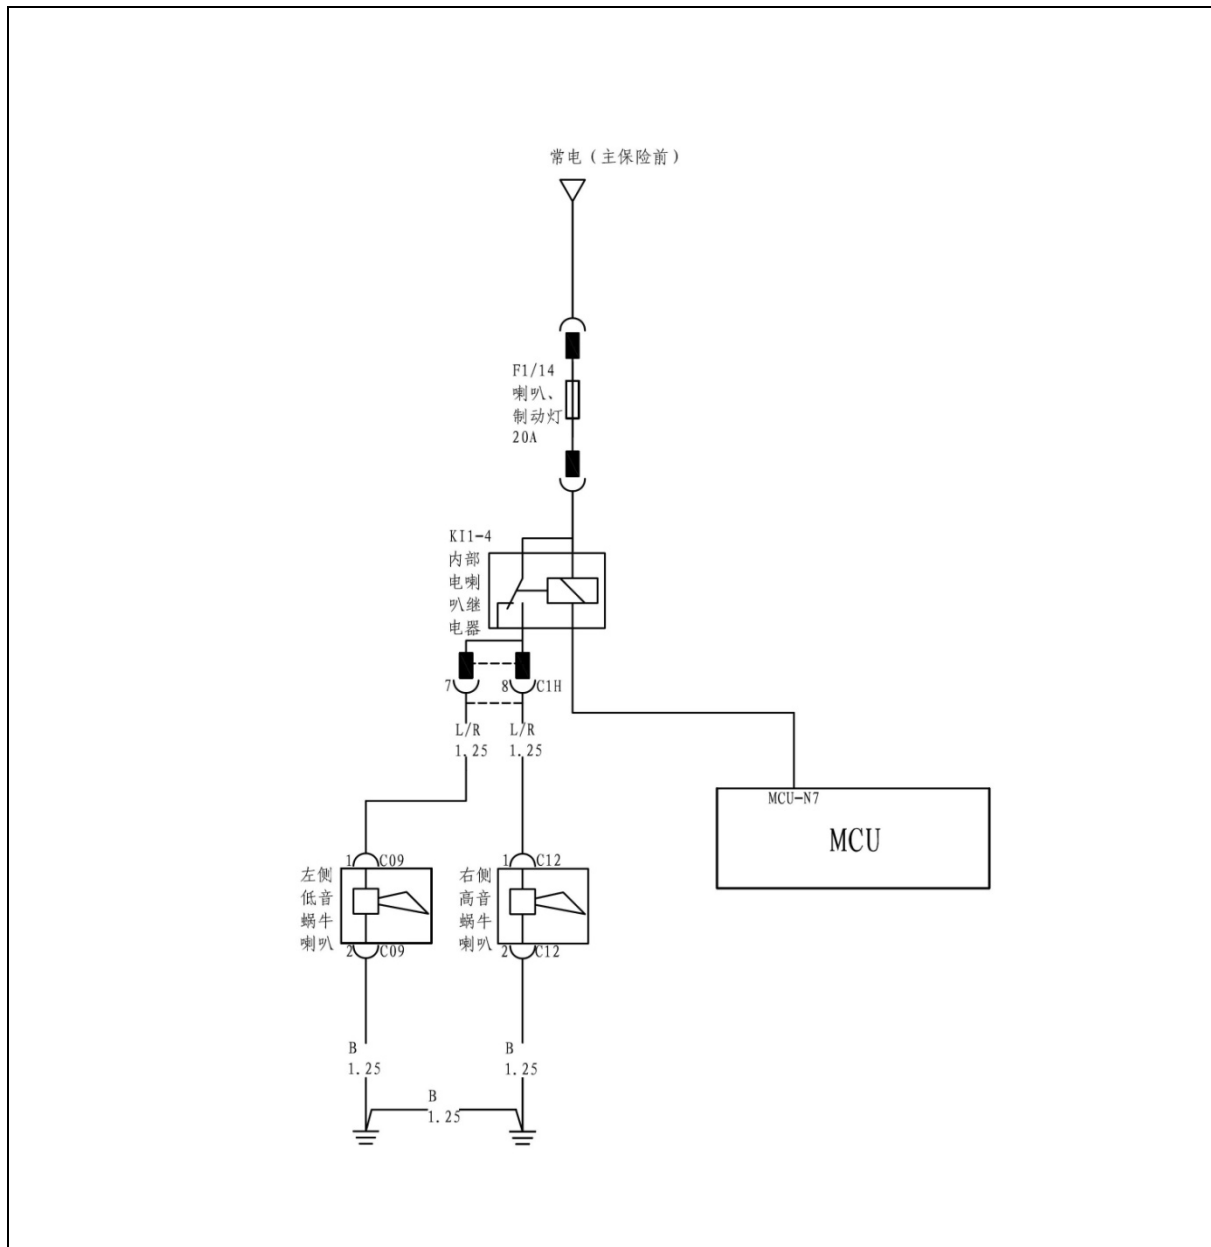 常电（主保险前）
F1/14
喇叭、
制动灯
20A
KI1-4
内部
电喇
叭继
电器
7
8
C1H
L/R
1.25
L/R
1.25
MCU-N7
MCU
1
C09
1
C12
左侧
低音
蜗牛
喇叭
右侧
高音
蜗牛
喇叭
2
C09
2
C12
B
1.25
B
1.25
B
1.25